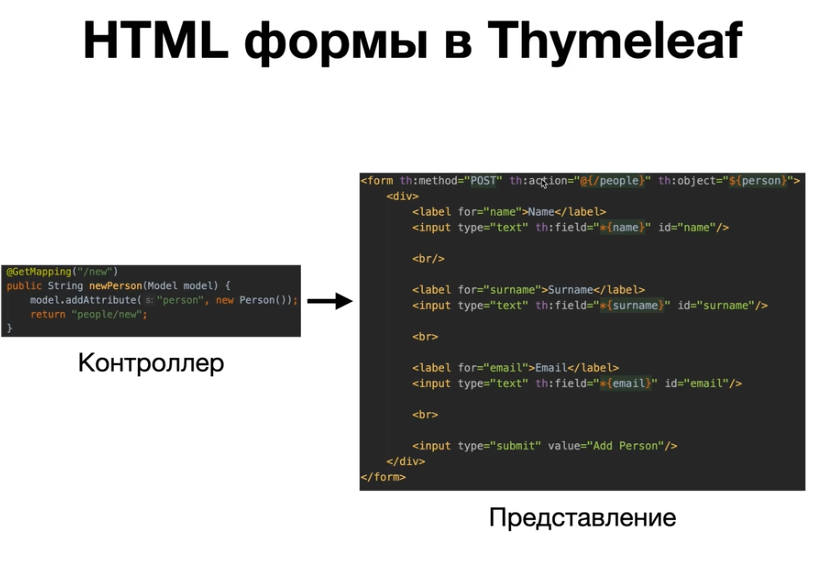 HTML формы в Thymeleaf
@GetMapping("/new")
public String newPerson(Model model) {
model.addAttribute( s: "person", new Person());
return "people/new";
}
Контроллер
<form th:method="POST" th:action="@{/people}" th:object="${person}">
<div>
<label for="name">Name</label>
<input type="text" th:field="*{name}" id="name"/>
<br/>
<label for="surname">Surname</label>
<input type="text" th:field="*{surname}" id="surname"/>
<br>
<label for="email">Email</label>
<input type="text" th:field="*{email}" id="email"/>
<br>
<input type="submit" value="Add Person"/>
</div>
</form>
Представление